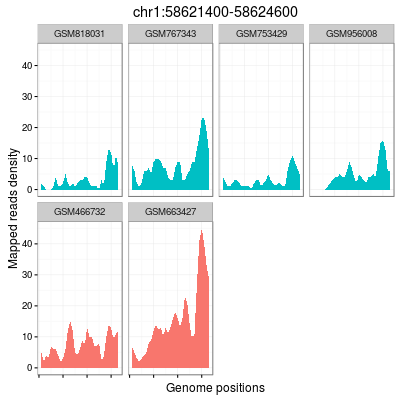 chr1:58621400-58624600
GSM818031 GSM767343 GSM753429 GSM956008
40
30
20
10
0
Mapped reads density
GSM466732 GSM663427
40
30
20
10
0
Genome positions